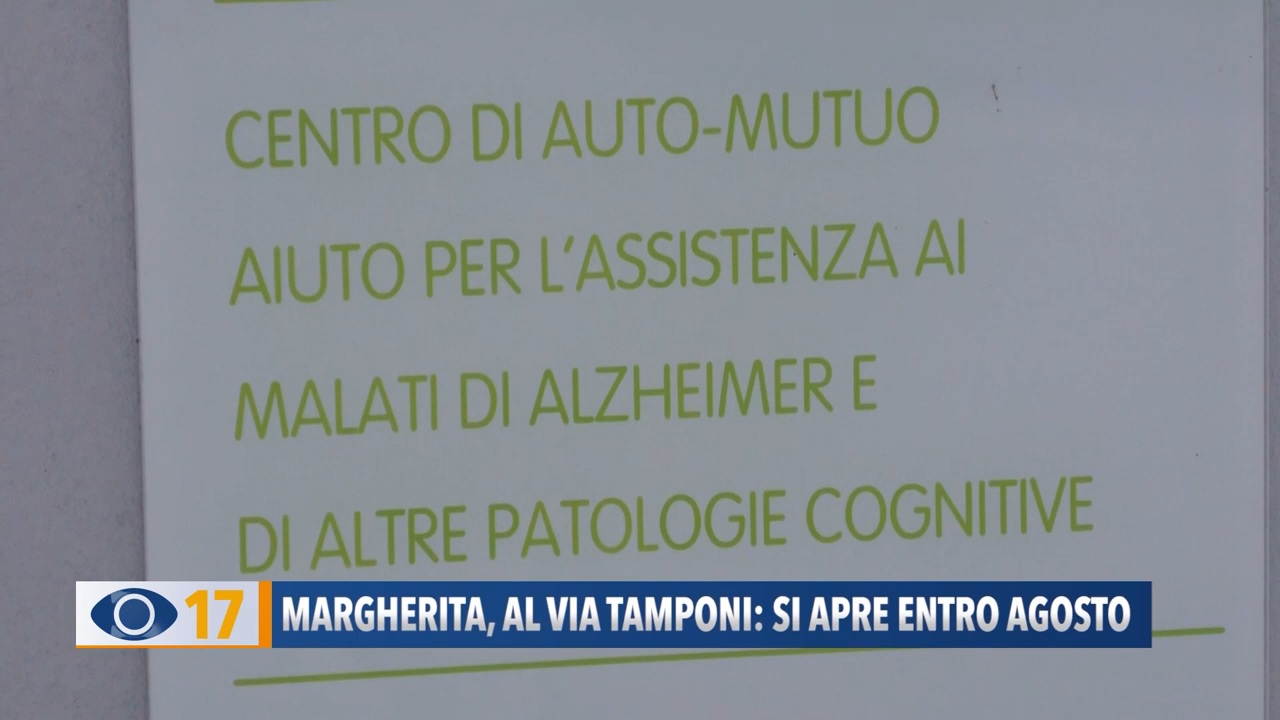 CENTRO DI AUTO-MUTUO
AIUTO PER L'ASSISTENZA AI
MALATI DI ALZHEIMER E
DI ALTRE PATOLOGIE COGNITIVE
17 MARGHERITA, AL VIA TAMPONI: SI APRE ENTRO AGOSTO